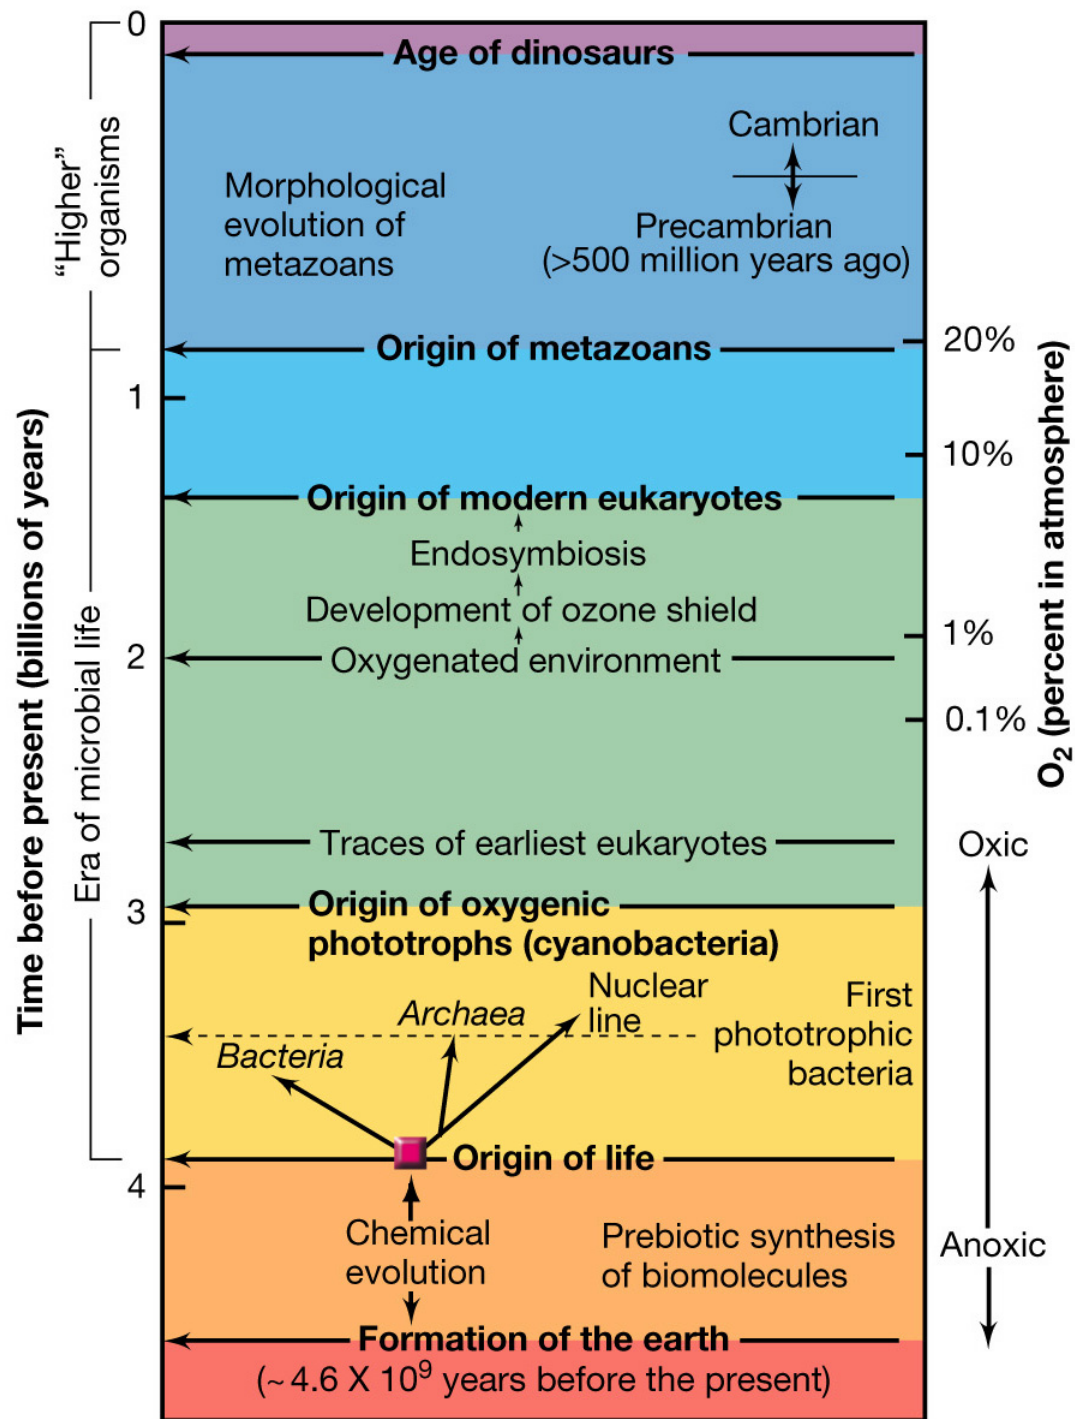 0
Age of dinosaurs
Cambrian
Precambrian
(>500 million years ago)
Morphological
evolution of
metazoans
"Higher"
organisms
Origin of metazoans
20%
1
10%
Origin of modern eukaryotes
Endosymbiosis
Development of ozone shield
1%
2
Oxygenated environment
0.1%
Traces of earliest eukaryotes
Oxic
3
Origin of oxygenic
phototrophs (cyanobacteria)
Nuclear
line
Archaea
Bacteria
First
phototrophic
bacteria
Origin of life
4
Chemical
evolution
Prebiotic synthesis
of biomolecules
Anoxic
Formation of the earth
(~4.6 X 10⁹ years before the present)
Time before present (billions of years)
Era of microbial life
O₂ (percent in atmosphere)